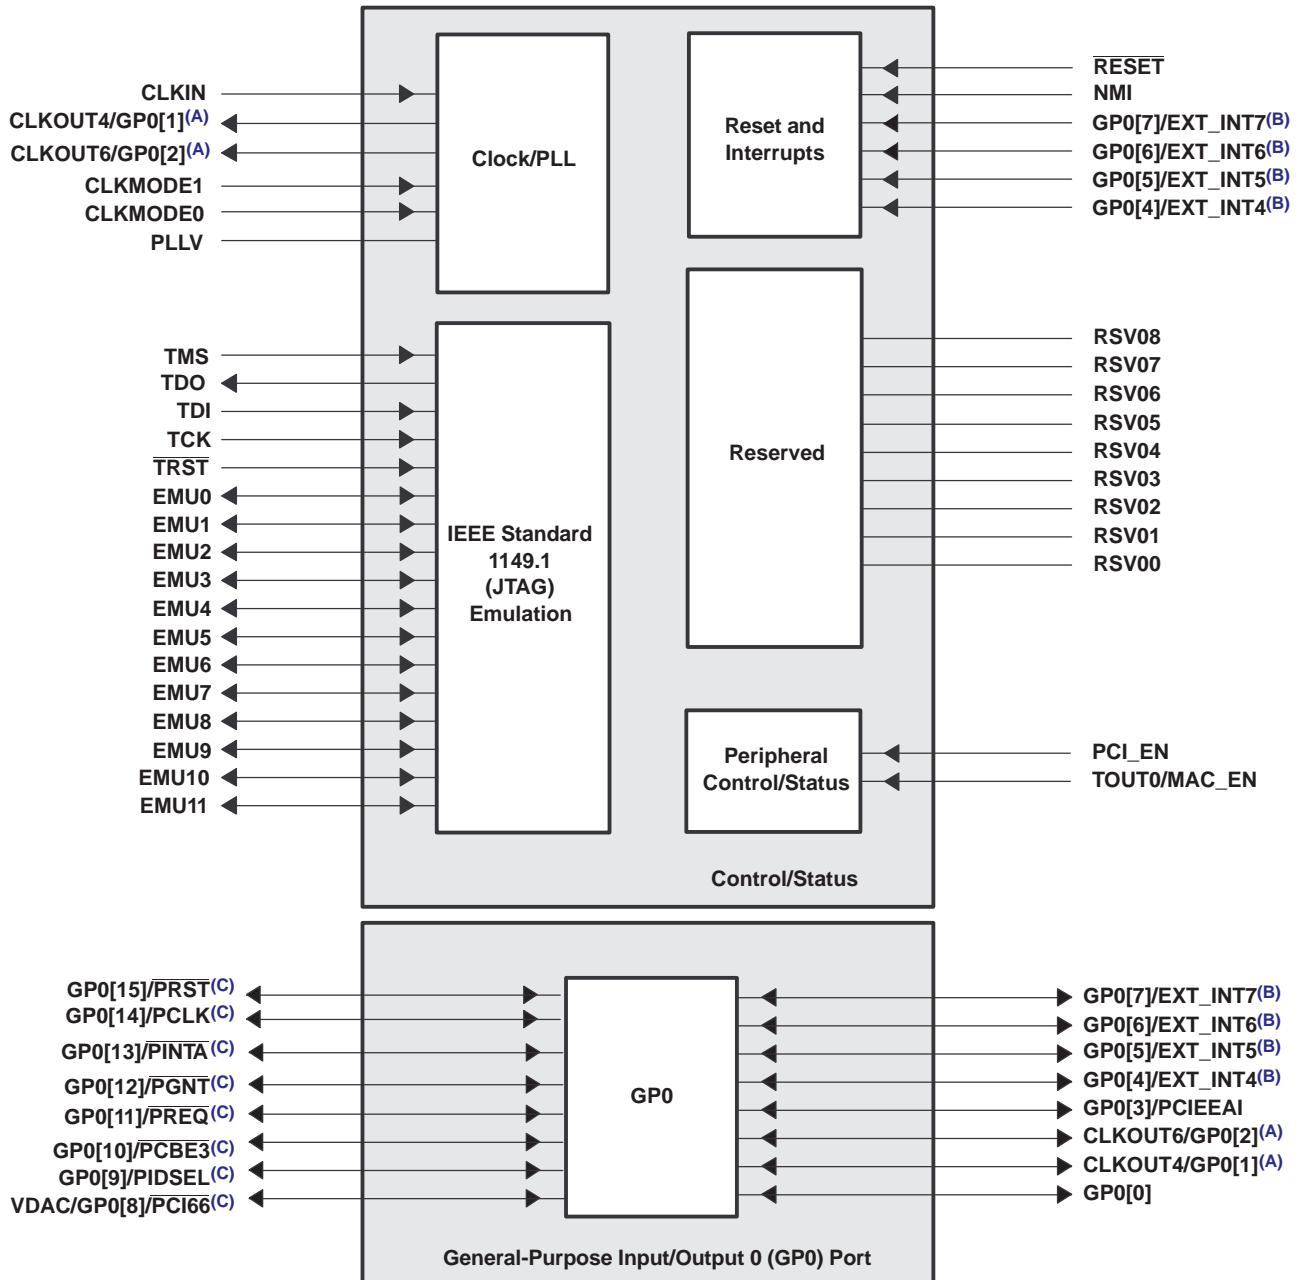 CLKIN
CLKOUT4/GP0[1](A)
CLKOUT6/GP0[2](A)
CLKMODE1
CLKMODE0
PLLV
Clock/PLL
Reset and
Interrupts
RESET
NMI
GP0[7]/EXT_INT7(B)
GP0[6]/EXT_INT6(B)
GP0[5]/EXT_INT5(B)
GP0[4]/EXT_INT4(B)
TMS
TDO
TDI
TCK
TRST
EMU0
EMU1
EMU2
EMU3
EMU4
EMU5
EMU6
EMU7
EMU8
EMU9
EMU10
EMU11
IEEE Standard
1149.1
(JTAG)
Emulation
Reserved
RSV08
RSV07
RSV06
RSV05
RSV04
RSV03
RSV02
RSV01
RSV00
Peripheral
Control/Status
PCI_EN
TOUT0/MAC_EN
Control/Status
GP0[15]/PRST(C)
GP0[14]/PCLK(C)
GP0[13]/PINTA(C)
GP0[12]/PGNT(C)
GP0[11]/PREQ(C)
GP0[10]/PCBE3(C)
GP0[9]/PIDSEL(C)
VDAC/GP0[8]/PCI66(C)
GP0
GP0[7]/EXT_INT7(B)
GP0[6]/EXT_INT6(B)
GP0[5]/EXT_INT5(B)
GP0[4]/EXT_INT4(B)
GP0[3]/PCIEEAI
CLKOUT6/GP0[2](A)
CLKOUT4/GP0[1](A)
GP0[0]
General-Purpose Input/Output 0 (GP0) Port